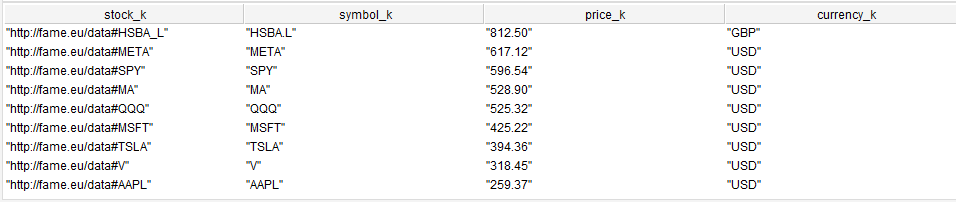 stock_k symbol_k price_k currency_k
"http://fame.eu/data#HSBA_L" "HSBA.L" "812.50" "GBP"
"http://fame.eu/data#META" "META" "617.12" "USD"
"http://fame.eu/data#SPY" "SPY" "596.54" "USD"
"http://fame.eu/data#MA" "MA" "528.90" "USD"
"http://fame.eu/data#QQQ" "QQQ" "525.32" "USD"
"http://fame.eu/data#MSFT" "MSFT" "425.22" "USD"
"http://fame.eu/data#TSLA" "TSLA" "394.36" "USD"
"http://fame.eu/data#V" "V" "318.45" "USD"
"http://fame.eu/data#AAPL" "AAPL" "259.37" "USD"